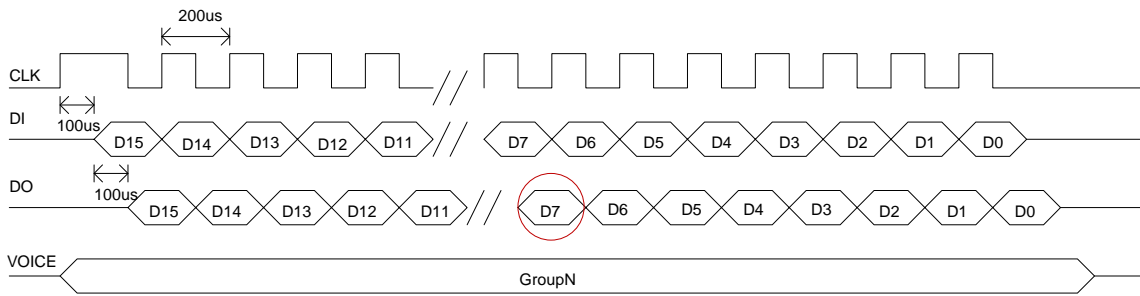 200us
CLK
100us
DI
D15 D14 D13 D12 D11 D7 D6 D5 D4 D3 D2 D1 D0
100us
DO
D15 D14 D13 D12 D11 D7 D6 D5 D4 D3 D2 D1 D0
VOICE
GroupN